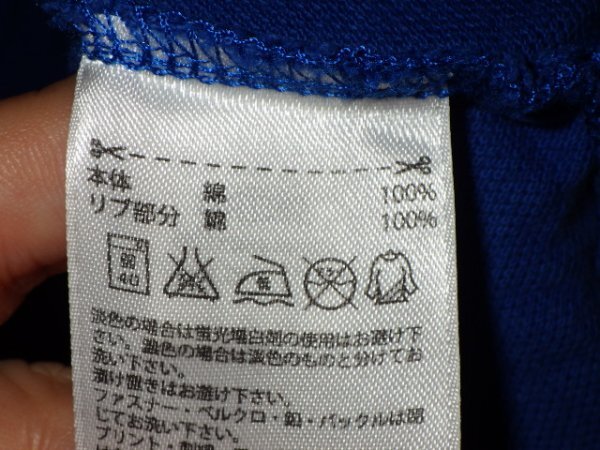 本体 綿 100%
リブ部分 綿 100%
弱
40
淡色の場合は蛍光増白剤の使用はお避け下
さい。濃色の場合は淡色のものと分けてお
洗い下さい。
漬け置きはお避け下さい。
ファスナー・ベルクロ・釦・バックルは閉
じてお洗い下さい。
プリント・刺繍